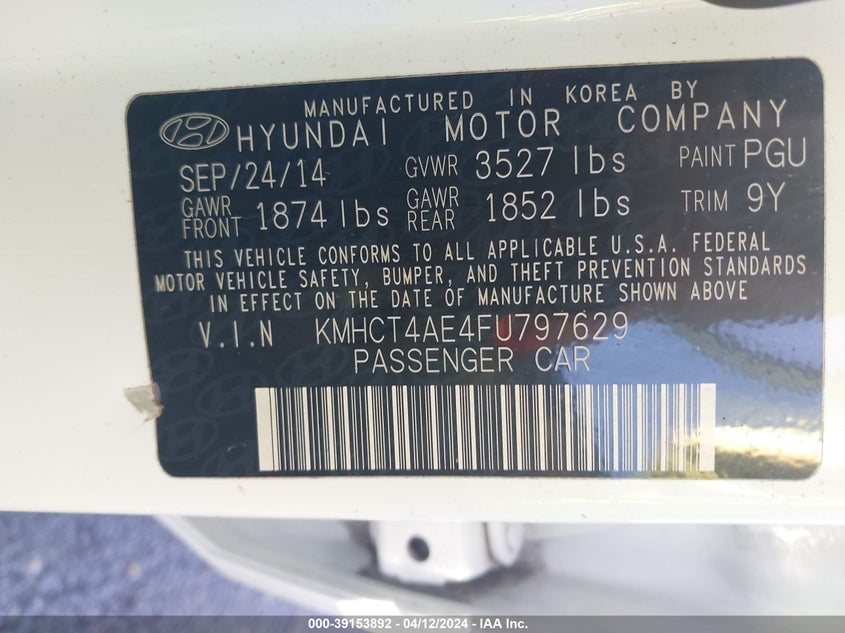 MANUFACTURED IN KOREA BY
HYUNDAI MOTOR COMPANY
SEP/24/14 GVWR 3527 lbs PAINT PGU
GAWR FRONT 1874 lbs GAWR REAR 1852 lbs TRIM 9Y
THIS VEHICLE CONFORMS TO ALL APPLICABLE U.S.A. FEDERAL
MOTOR VEHICLE SAFETY, BUMPER, AND THEFT PREVENTION STANDARDS
IN EFFECT ON THE DATE OF MANUFACTURE SHOWN ABOVE
V.I.N KMHCT4AE4FU797629
PASSENGER CAR
000-39153892 - 04/12/2024 - IAAI.com